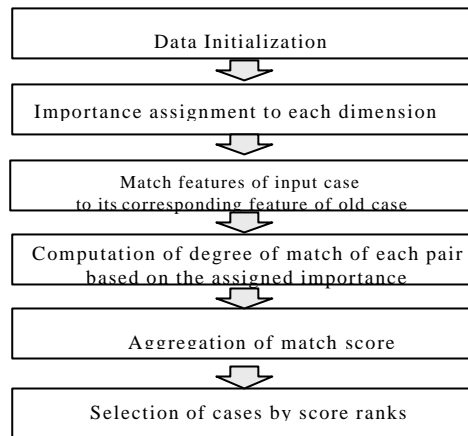 Data Initialization
Importance assignment to each dimension
Match features of input case
to its corresponding feature of old case
Computation of degree of match of each pair
based on the assigned importance
Aggregation of match score
Selection of cases by score ranks